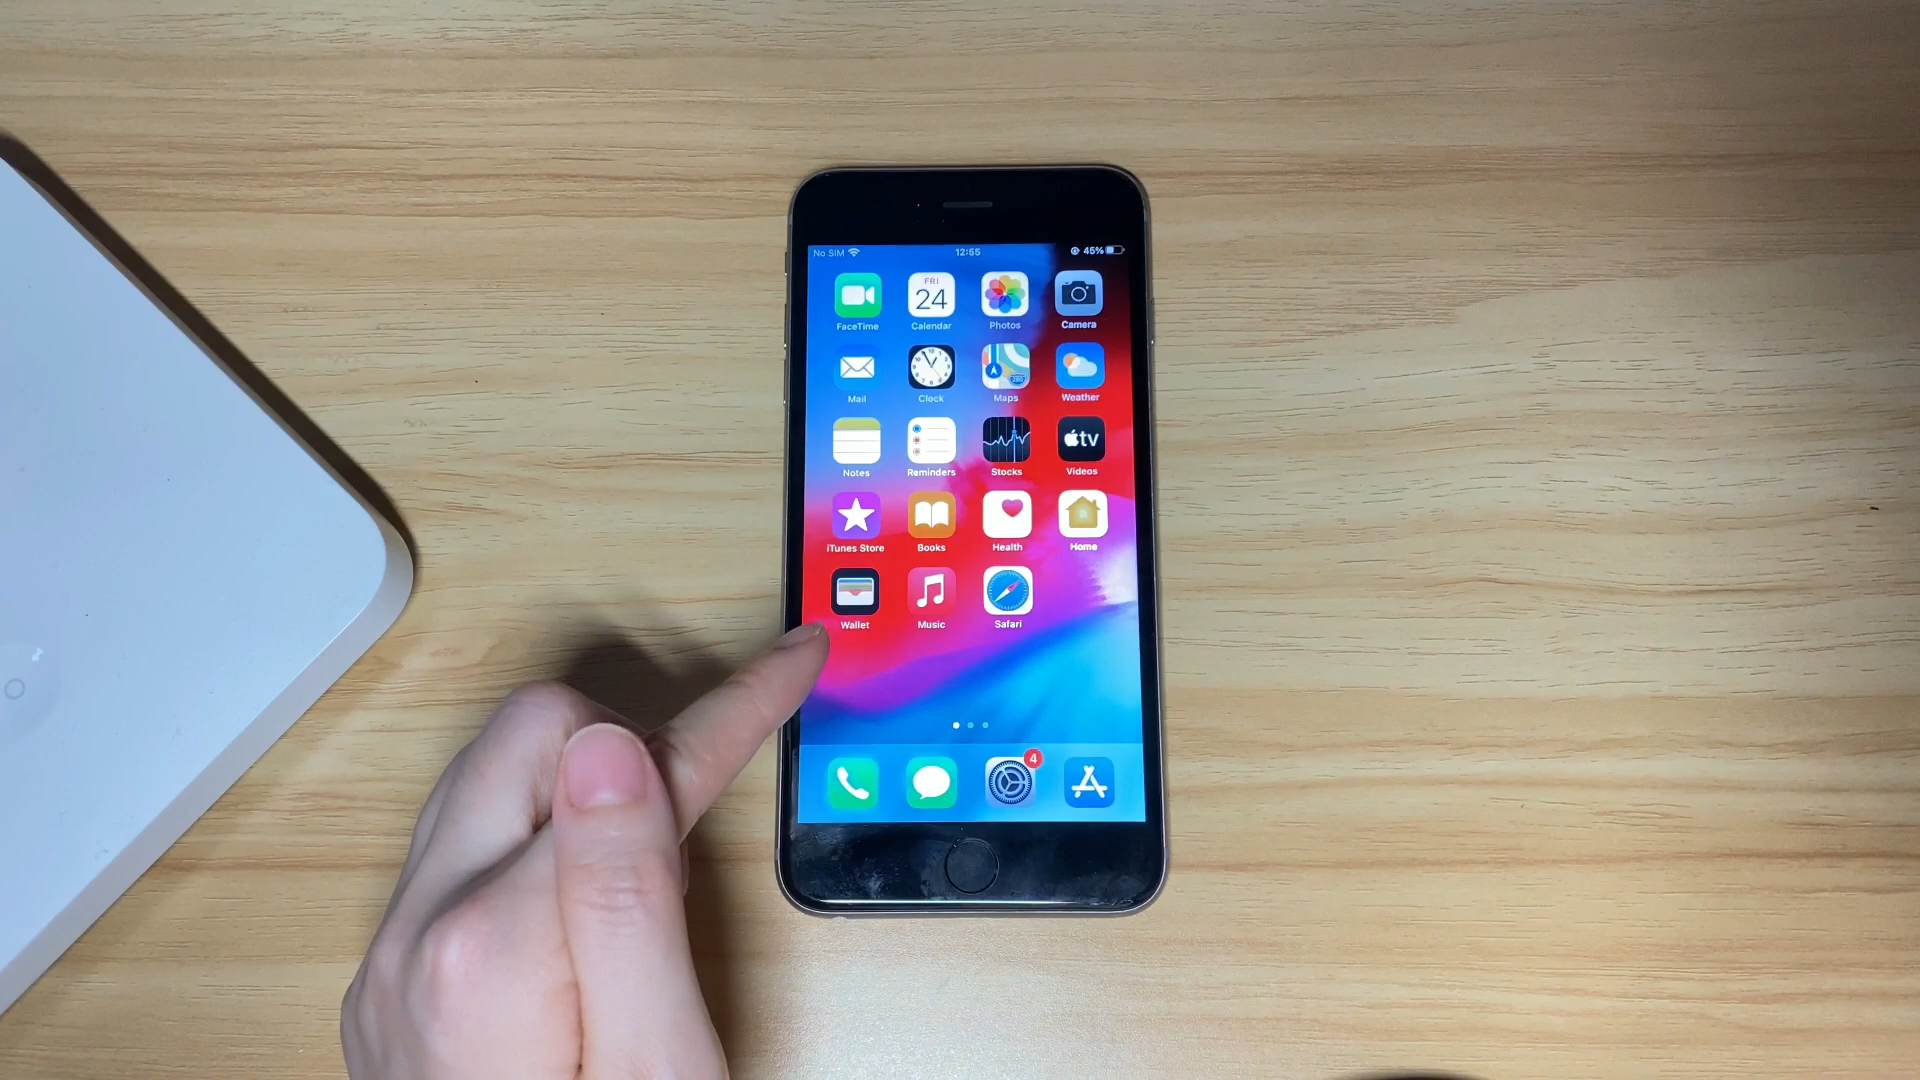 No SIM 12:55 45%
FRI
24
FaceTime Calendar Photos Camera
Mail Clock Maps Weather
tv
Notes Reminders Stocks Videos
iTunes Store Books Health Home
Wallet Music Safari
4